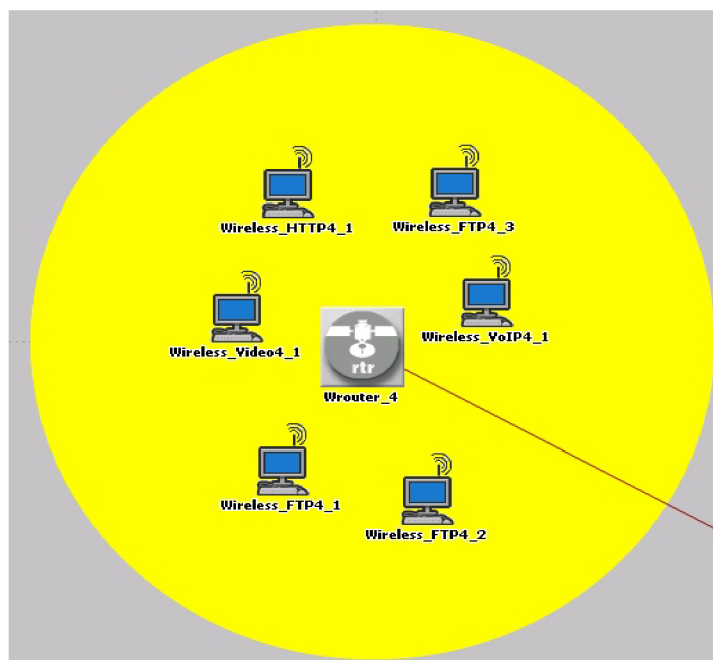 Wireless_HTTP4_1
Wireless_FTP4_3
Wireless_Video4_1
Wireless_VoIP4_1
rtr
Wrouter_4
Wireless_FTP4_1
Wireless_FTP4_2